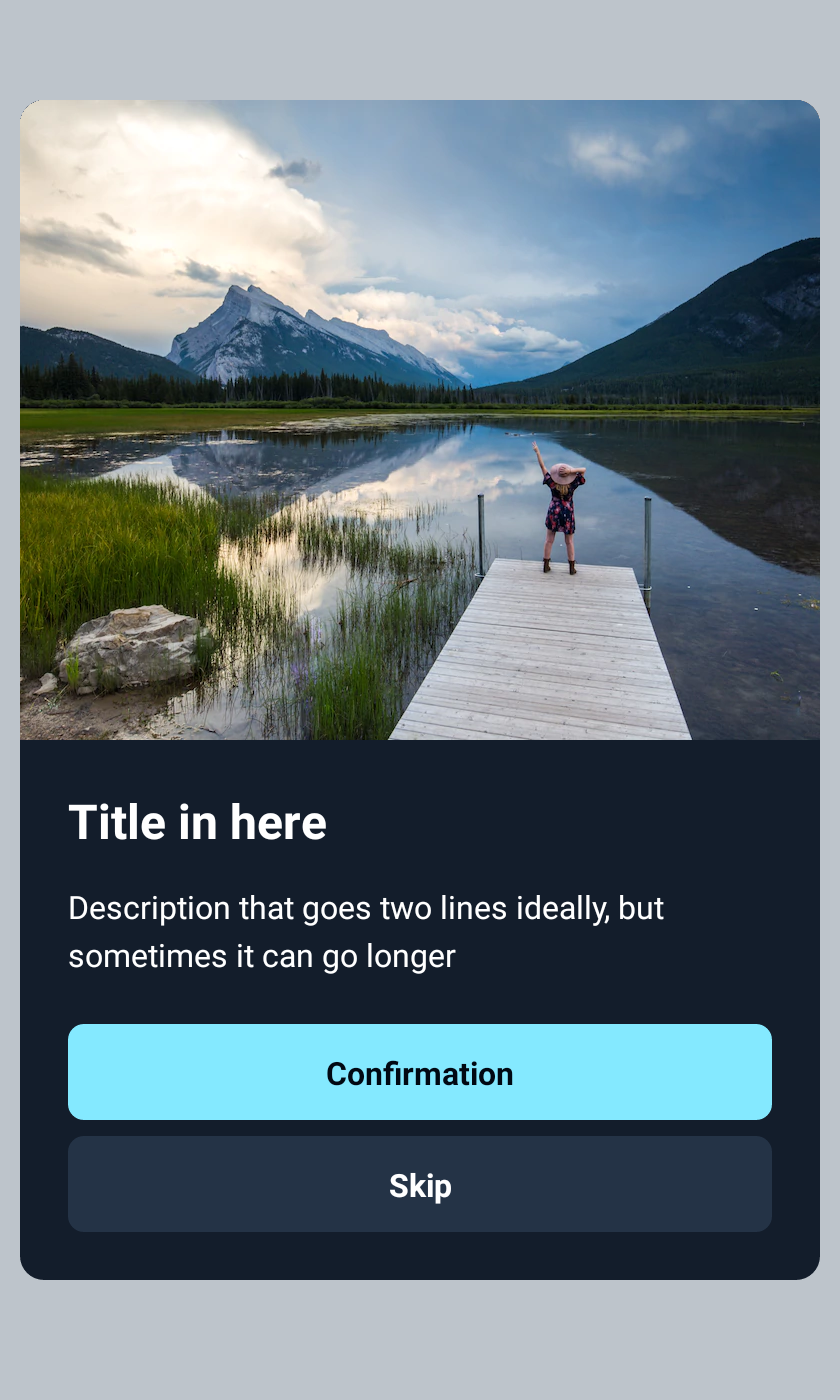 Title in here
Description that goes two lines ideally, but
sometimes it can go longer
Confirmation
Skip